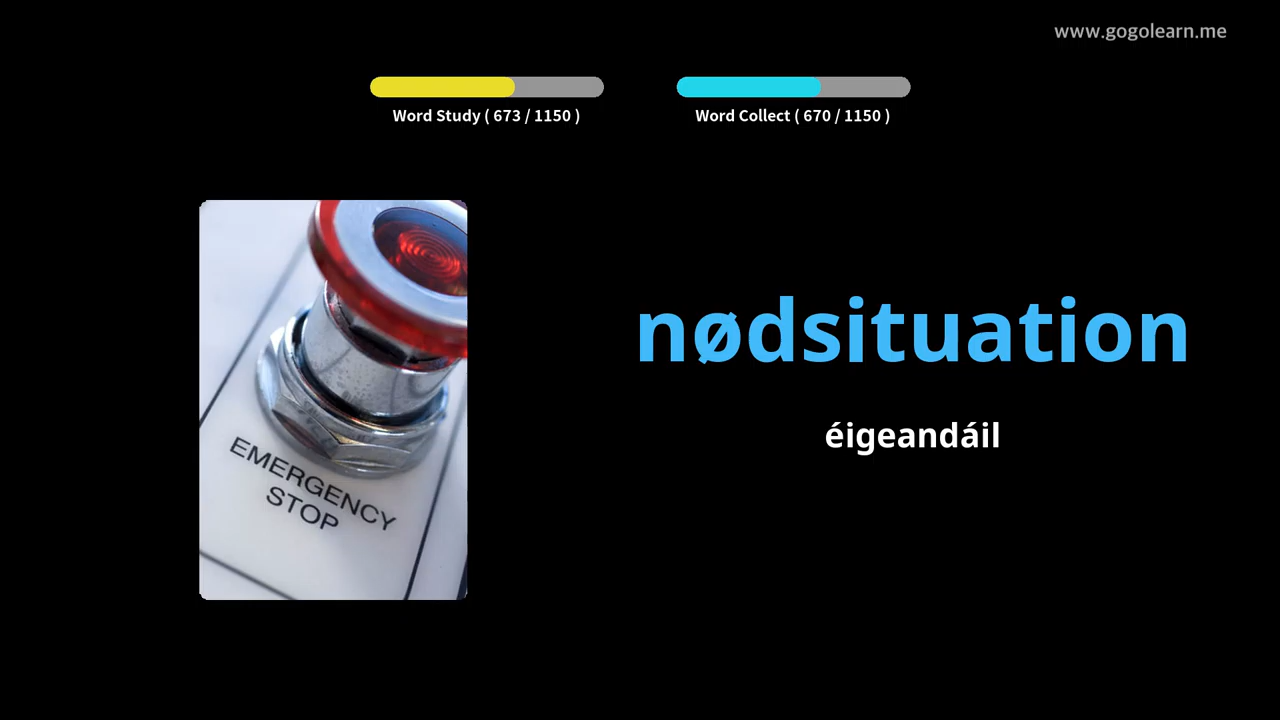 www.gogolearn.me
Word Study ( 673 / 1150 )
Word Collect ( 670 / 1150 )
nødsituation
éigeandáil
EMERGENCY
STOP